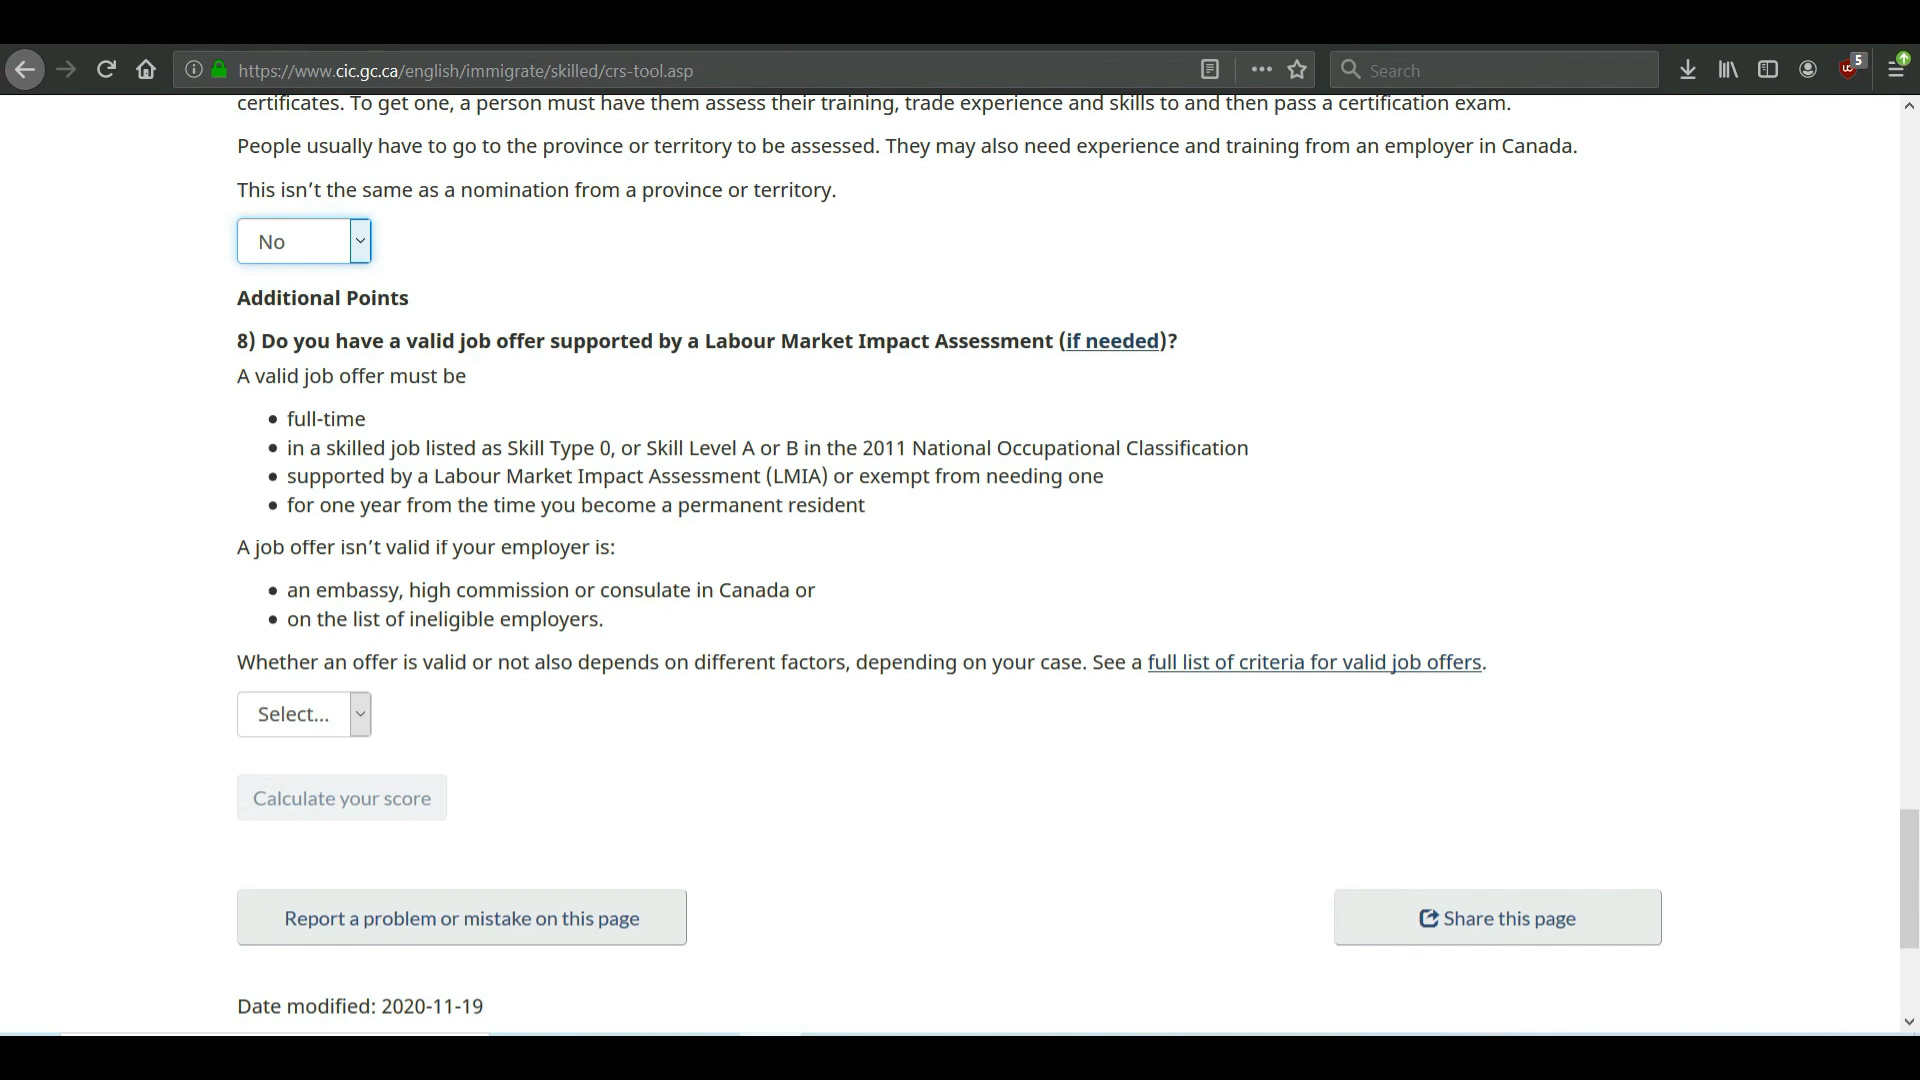 https://www.cic.gc.ca/english/immigrate/skilled/crs-tool.asp
Search
5
certificates. To get one, a person must have them assess their training, trade experience and skills to and then pass a certification exam.
People usually have to go to the province or territory to be assessed. They may also need experience and training from an employer in Canada.
This isn’t the same as a nomination from a province or territory.
No
Additional Points
8) Do you have a valid job offer supported by a Labour Market Impact Assessment (if needed)?
A valid job offer must be
full-time
in a skilled job listed as Skill Type 0, or Skill Level A or B in the 2011 National Occupational Classification
supported by a Labour Market Impact Assessment (LMIA) or exempt from needing one
for one year from the time you become a permanent resident
A job offer isn’t valid if your employer is:
an embassy, high commission or consulate in Canada or
on the list of ineligible employers.
Whether an offer is valid or not also depends on different factors, depending on your case. See a full list of criteria for valid job offers.
Select...
Calculate your score
Report a problem or mistake on this page
Share this page
Date modified: 2020-11-19